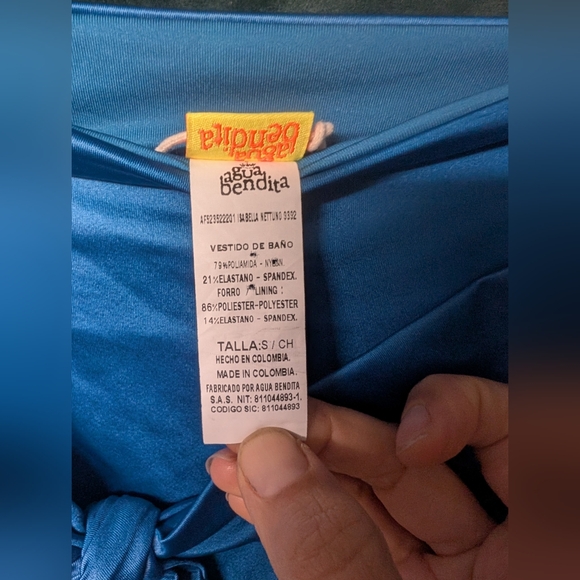 agua
bendita
agua
bendita
AF523522201 ISABELLA NETTUNO 9332
VESTIDO DE BAÑO
79%POLIAMIDA - NYLON
21%ELASTANO - SPANDEX.
FORRO / LINING :
86%POLIESTER-POLYESTER
14%ELASTANO - SPANDEX.
TALLA:S / CH
HECHO EN COLOMBIA.
MADE IN COLOMBIA.
FABRICADO POR AGUA BENDITA
S.A.S. NIT: 811044893-1.
CODIGO SIC: 811044893